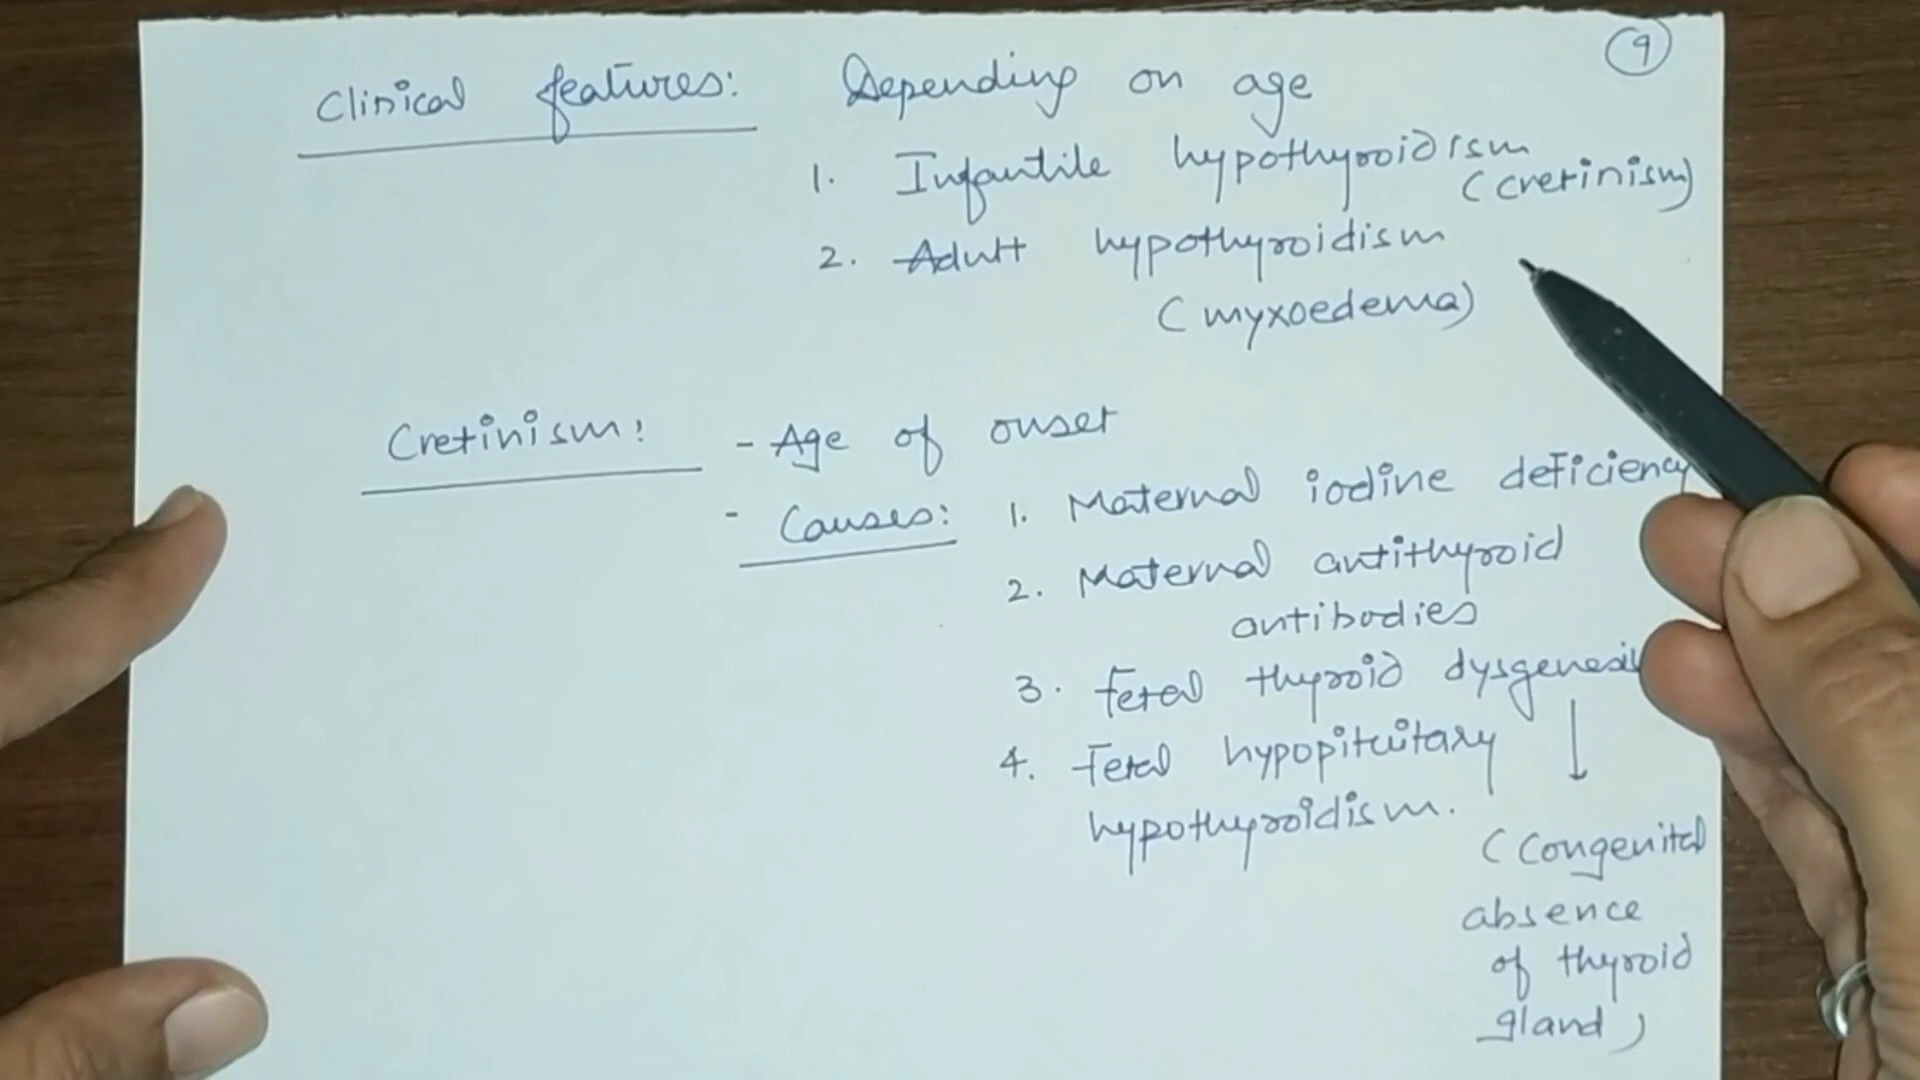 9
Clinical features: Depending on age
1. Infantile hypothyroidism
(cretinism)
2. Adult hypothyroidism
(myxoedema)
Cretinism: - Age of onset
- Causes: 1. Maternal iodine deficiency
2. Maternal antithyroid
antibodies
3. Fetal thyroid dysgenesis
4. Fetal hypopituitary
hypothyroidism.
(Congenital
absence
of thyroid
gland)